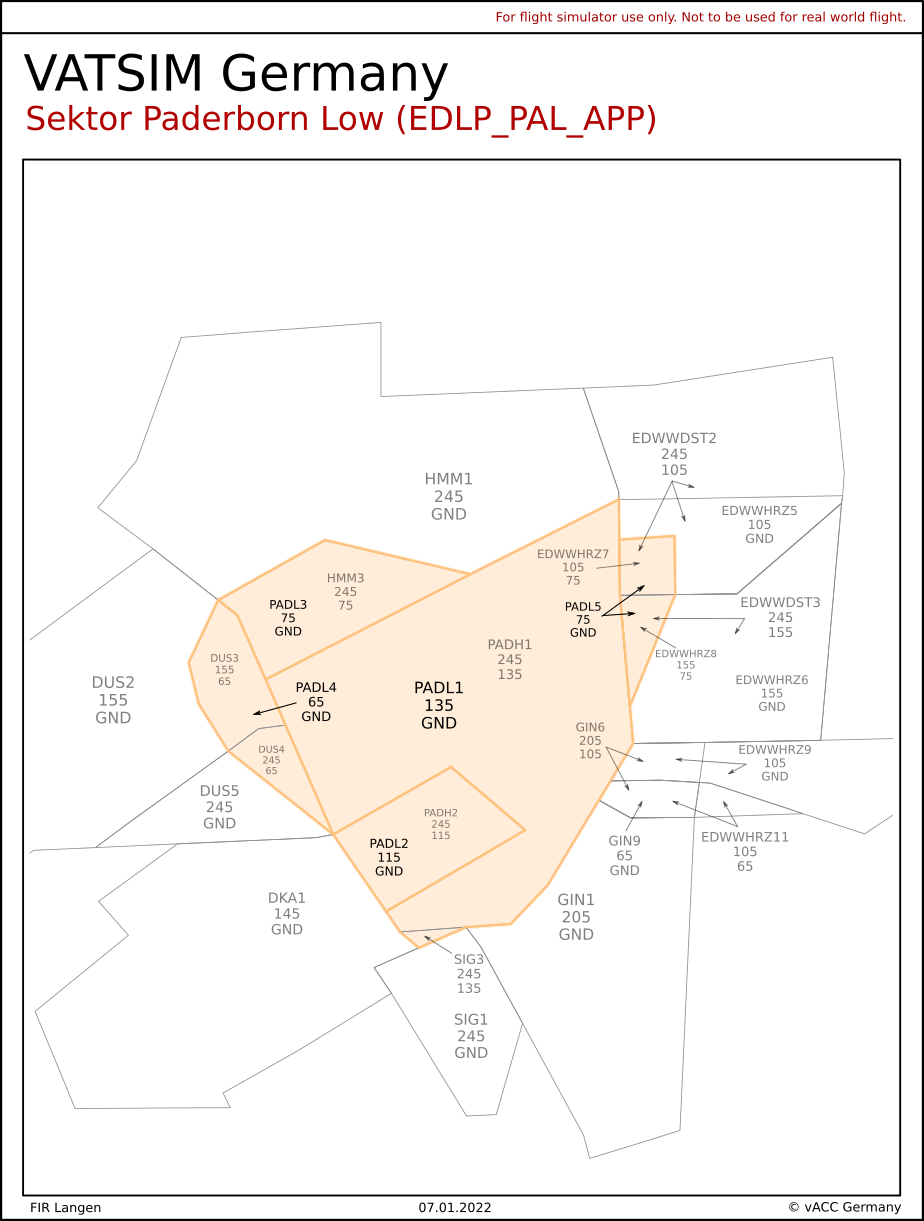 For flight simulator use only. Not to be used for real world flight.
VATSIM Germany
Sektor Paderborn Low (EDLP_PAL_APP)
EDWWDST2
245
105
HMM1
245
GND
EDWWHRZ5
105
GND
EDWWHRZ7
105
75
HMM3
245
75
PADL3
75
GND
PADL5
75
GND
EDWWDST3
245
155
PADH1
245
135
DUS3
155
65
EDWWHRZ8
155
75
DUS2
155
GND
PADL4
65
GND
PADL1
135
GND
EDWWHRZ6
155
GND
GIN6
205
105
DUS4
245
65
EDWWHRZ9
105
GND
DUS5
245
GND
PADH2
245
115
PADL2
115
GND
GIN9
65
GND
EDWWHRZ11
105
65
DKA1
145
GND
GIN1
205
GND
SIG3
245
135
SIG1
245
GND
FIR Langen
07.01.2022
© vACC Germany